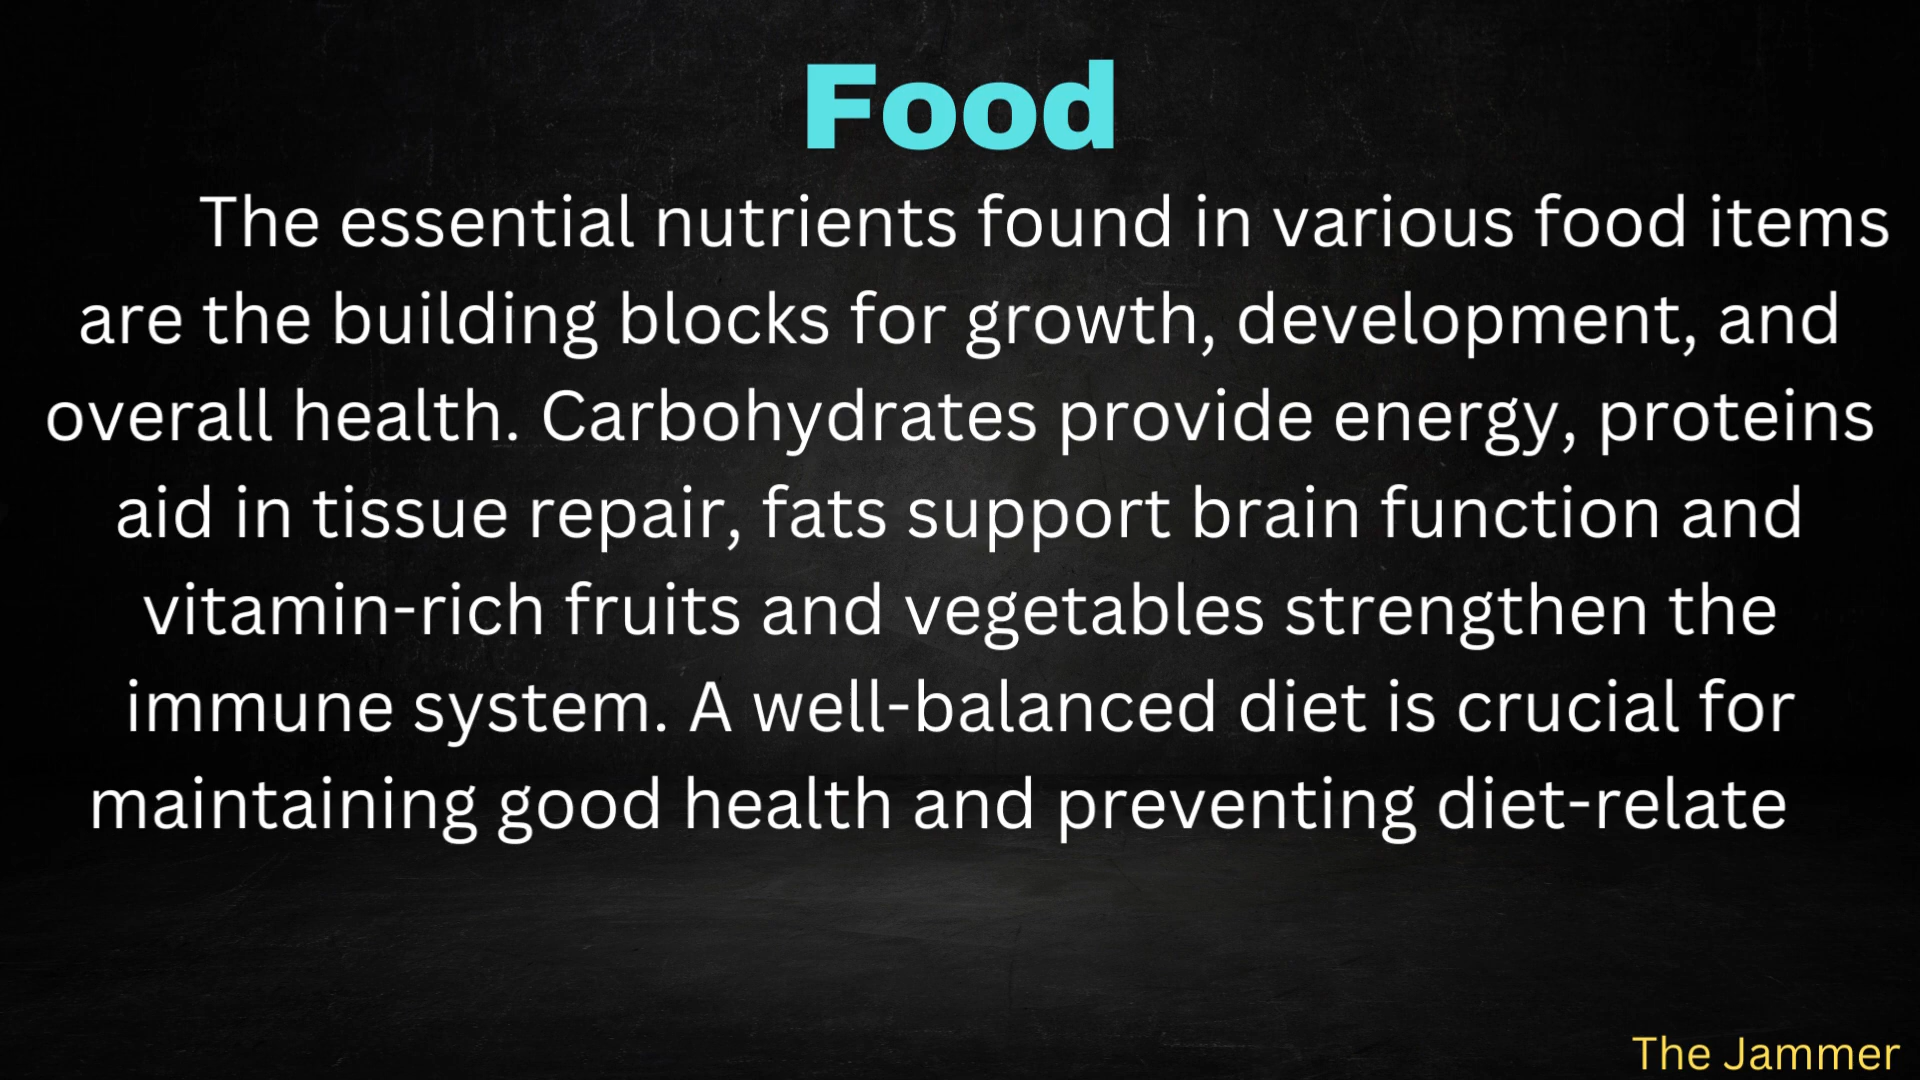 Food
The essential nutrients found in various food items
are the building blocks for growth, development, and
overall health. Carbohydrates provide energy, proteins
aid in tissue repair, fats support brain function and
vitamin-rich fruits and vegetables strengthen the
immune system. A well-balanced diet is crucial for
maintaining good health and preventing diet-relate
The Jammer